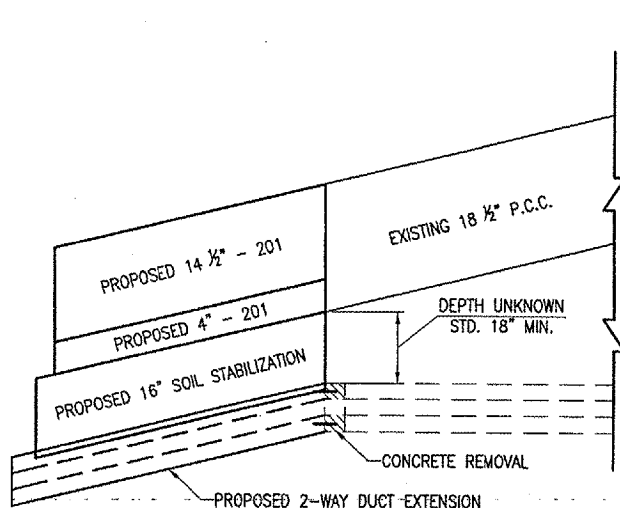 EXISTING 18 ½" P.C.C.
PROPOSED 14 ½" - 201
PROPOSED 4" - 201
DEPTH UNKNOWN
STD. 18" MIN.
PROPOSED 16" SOIL STABILIZATION
CONCRETE REMOVAL
PROPOSED 2-WAY DUCT EXTENSION